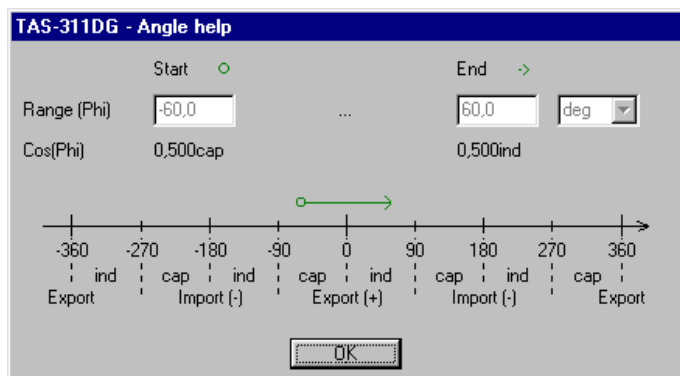 TAS-311DG - Angle help
Start End
Range (Phi) -60,0 ... 60,0 deg
Cos(Phi) 0,500cap 0,500ind
-360 -270 -180 -90 0 90 180 270 360
ind cap ind cap ind cap ind cap
Export Import (-) Export (+) Import (-) Export
OK